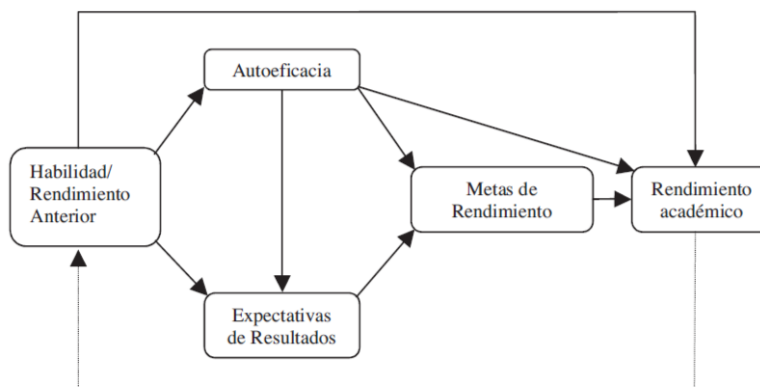 Autoeficacia
Habilidad/
Rendimiento
Anterior
Metas de
Rendimiento
Rendimiento
académico
Expectativas
de Resultados